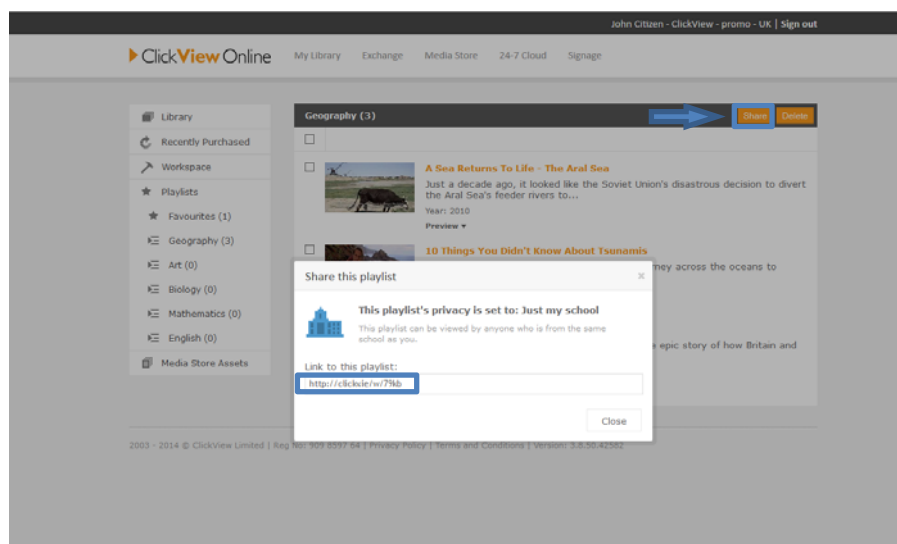 John Citizen - ClickView - promo - UK | Sign out
ClickView Online
My Library Exchange Media Store 24-7 Cloud Signage
Library
Recently Purchased
Workspace
Playlists
Favourites (1)
Geography (3)
Art (0)
Biology (0)
Mathematics (0)
English (0)
Media Store Assets
Geography (3)
Share Delete
A Sea Returns To Life - The Aral Sea
Just a decade ago, it looked like the Soviet Union's disastrous decision to divert
the Aral Sea's feeder rivers to...
Year: 2010
Preview
10 Things You Didn't Know About Tsunamis
ney across the oceans to
epic story of how Britain and
Share this playlist
This playlist's privacy is set to: Just my school
This playlist can be viewed by anyone who is from the same
school as you.
Link to this playlist:
http://clickv.ie/w/79kb
Close
2003 - 2014 © ClickView Limited | Reg No: 909 8597 64 | Privacy Policy | Terms and Conditions | Version: 3.8.50.42582